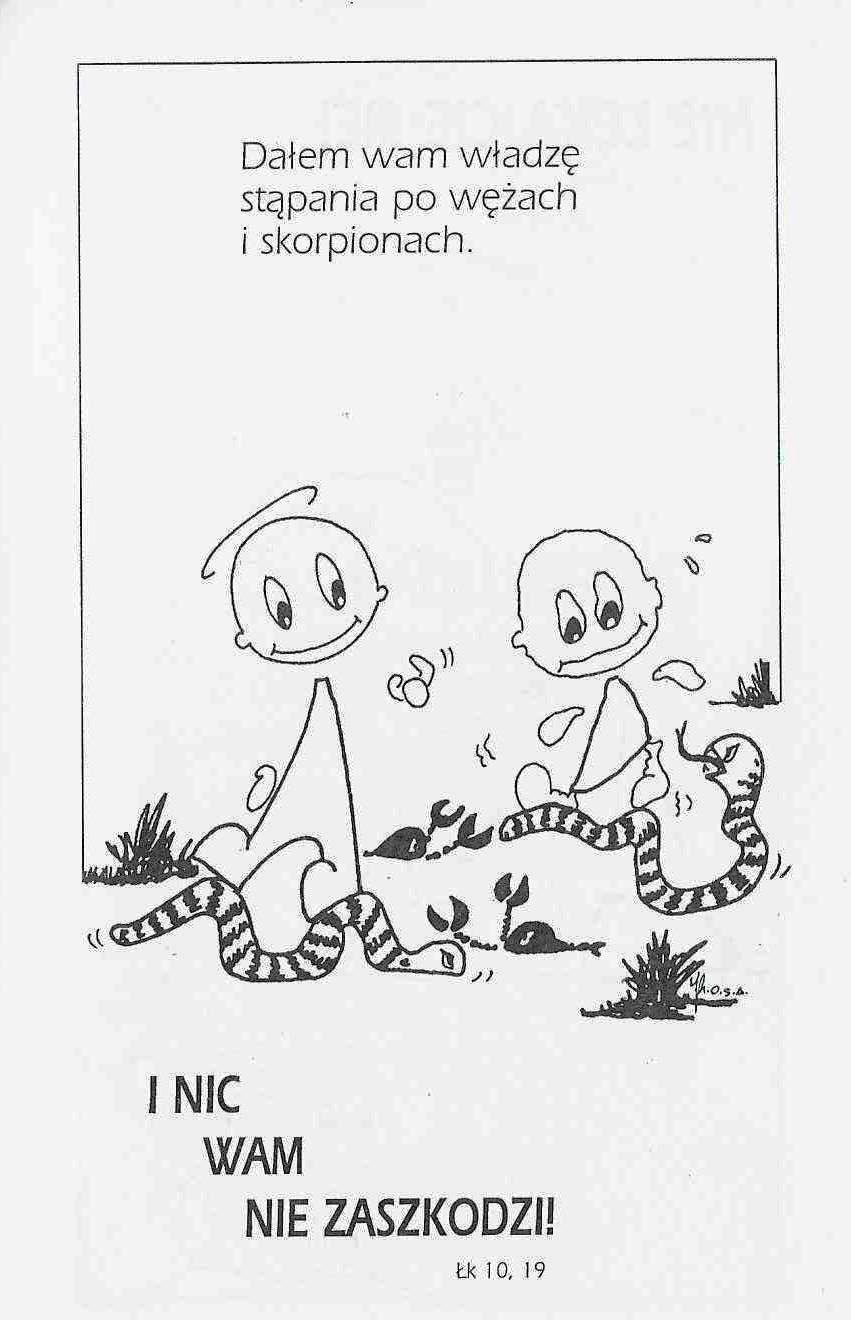 Dałem wam władzę
stąpania po wężach
i skorpionach.
I NIC
WAM
NIE ZASZKODZI!
Łk 10, 19